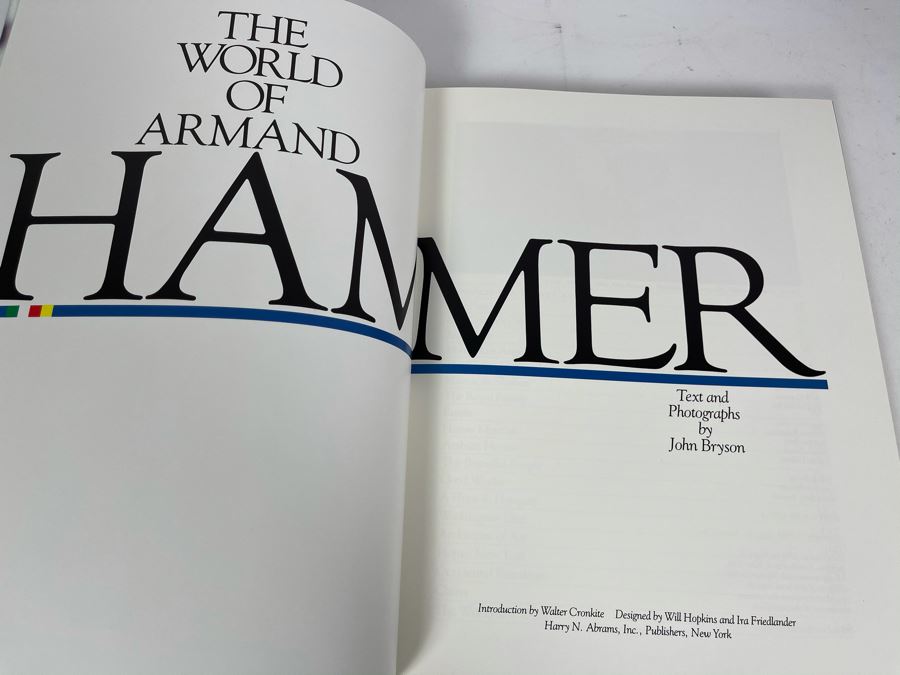 THE
WORLD
OF
ARMAND
HAMMER
Text and
Photographs
by
John Bryson
Introduction by Walter Cronkite Designed by Will Hopkins and Ira Friedlander
Harry N. Abrams, Inc., Publishers, New York